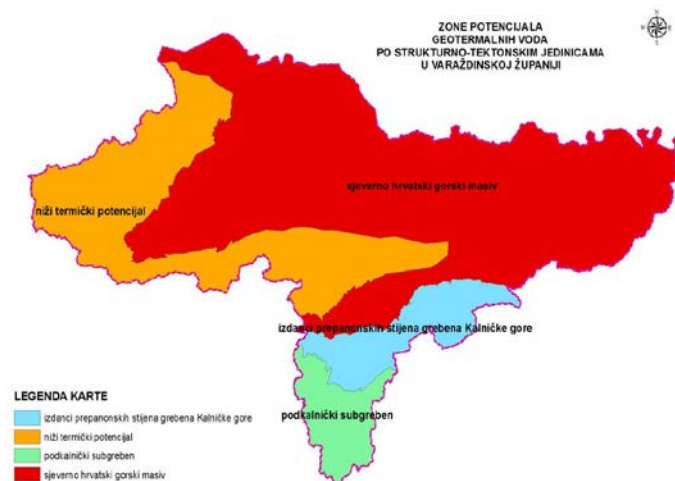 ZONE POTENCIJALA
GEOTERMALNIH VODA
PO STRUKTURNO-TEKTONSKIM JEDINICAMA
U VARAŽDINSKOJ ŽUPANIJI
sjeverno hrvatski gorski masiv
niži termički potencijal
izdanci prepanonskih stijena grebena Kalničke gore
podkalnički subgreben
LEGENDA KARTE
izdanci prepanonskih stijena grebena Kalničke gore
niži termički potencijal
podkalnički subgreben
sjeverno hrvatski gorski masiv